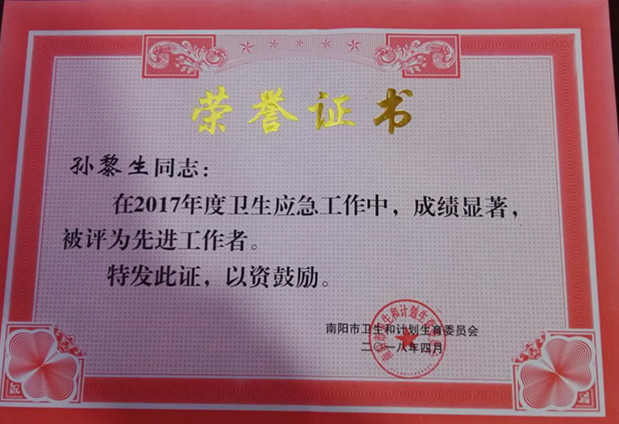 荣誉证书
孙黎生同志：
在2017年度卫生应急工作中，成绩显著，
被评为先进工作者。
特发此证，以资鼓励。
南阳市卫生和计划生育委员会
二〇一八年四月